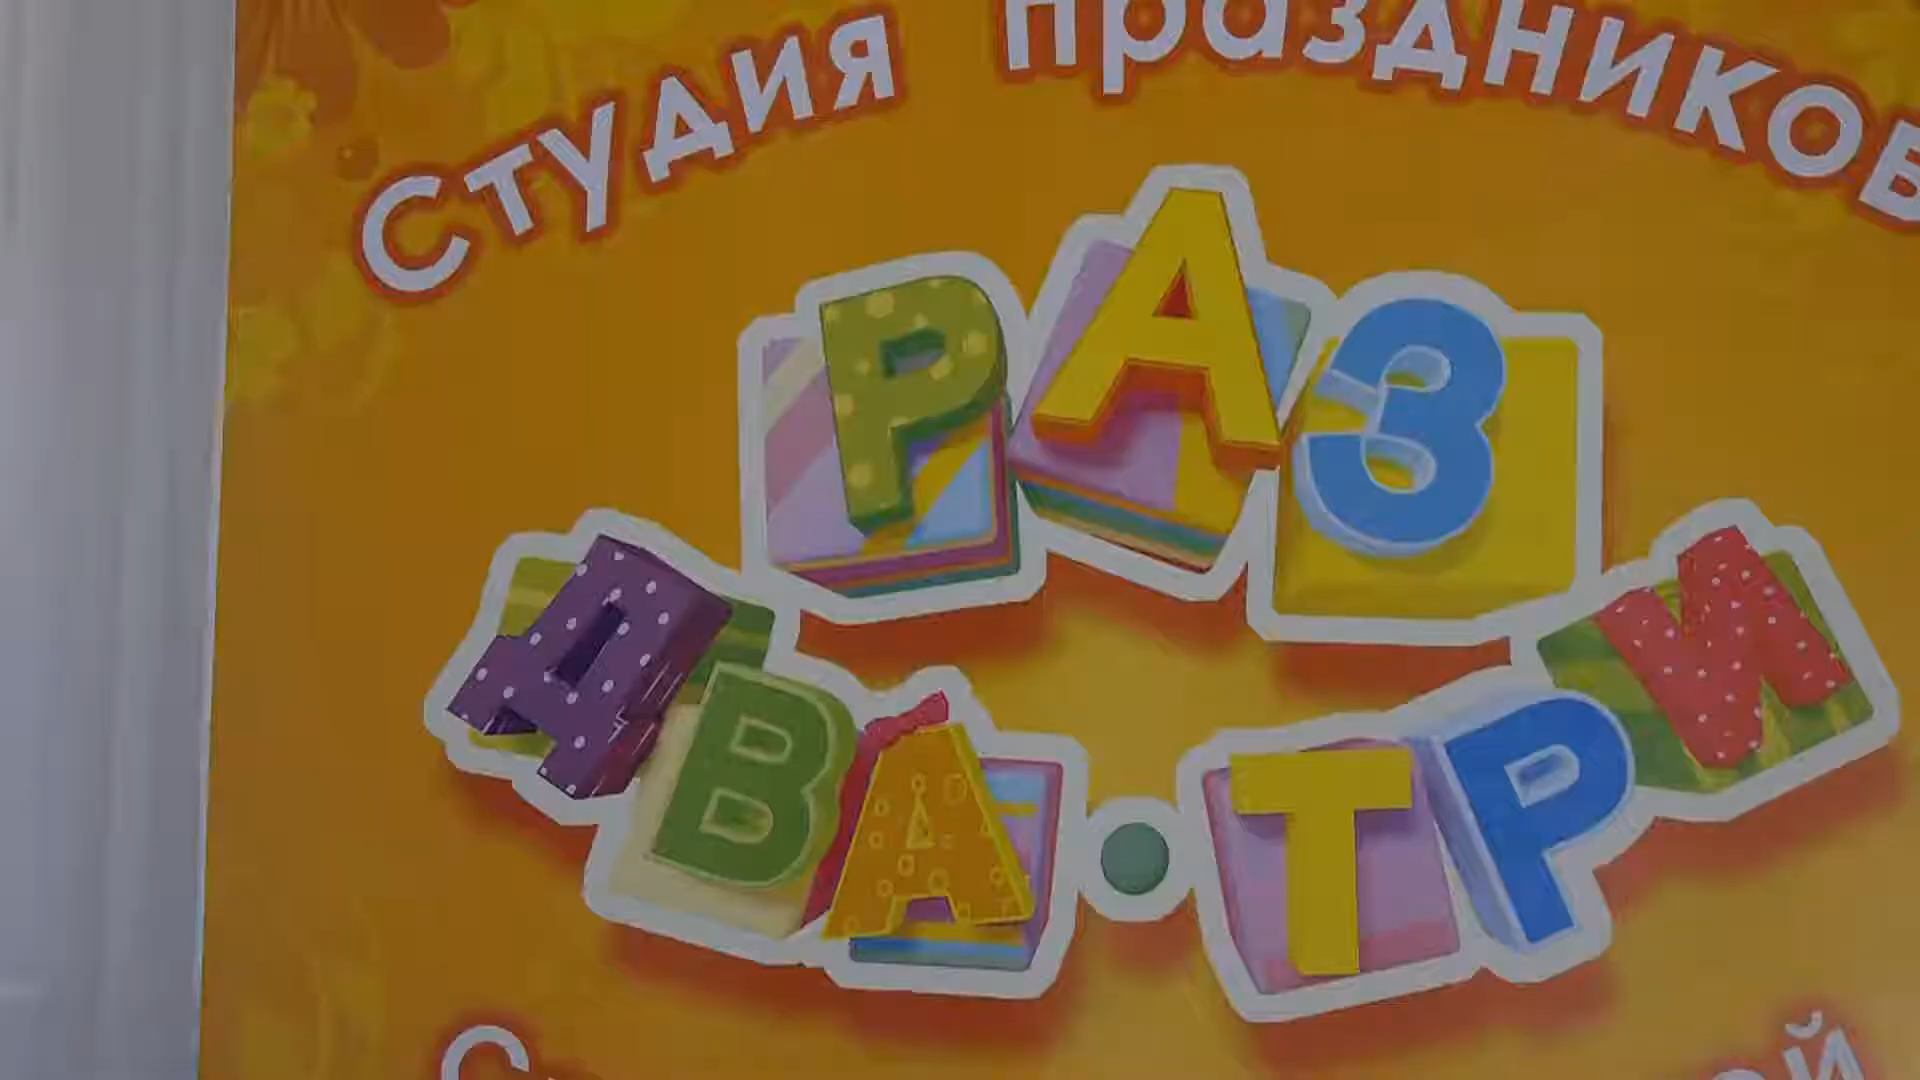 Студия праздников
РАЗ
ДВА•ТРИ